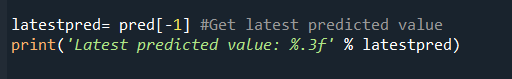 latestpred= pred[-1] #Get latest predicted value
print('Latest predicted value: %.3f' % latestpred)